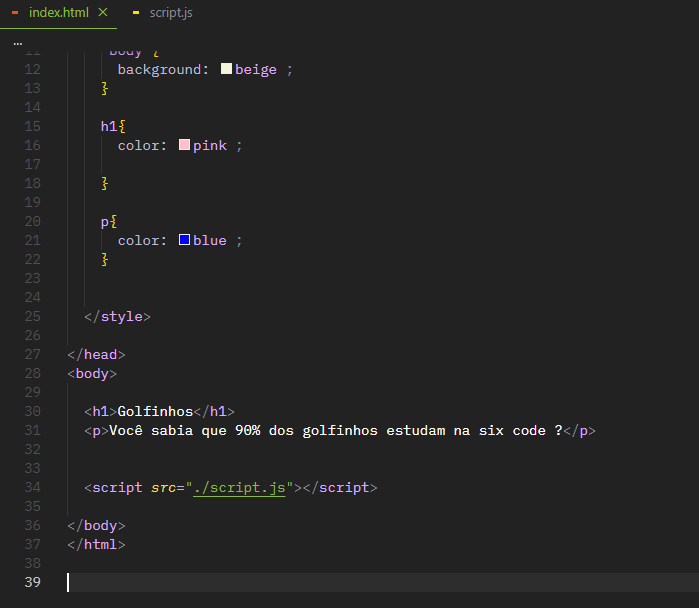 index.html × script.js
…
11 body {
12 background: beige ;
13 }
14
15 h1{
16 color: pink ;
17
18 }
19
20 p{
21 color: blue ;
22 }
23
24
25 </style>
26
27 </head>
28 <body>
29
30 <h1>Golfinhos</h1>
31 <p>Você sabia que 90% dos golfinhos estudam na six code ?</p>
32
33
34 <script src="./script.js"></script>
35
36 </body>
37 </html>
38
39